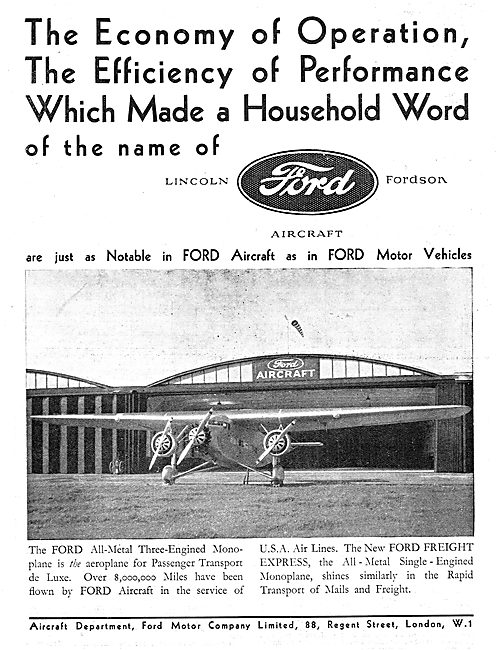 The Economy of Operation,
The Efficiency of Performance
Which Made a Household Word
of the name of
LINCOLN Ford Fordson
AIRCRAFT
are just as Notable in FORD Aircraft as in FORD Motor Vehicles
Ford
AIRCRAFT
The FORD All-Metal Three-Engined Mono-
plane is the aeroplane for Passenger Transport
de Luxe. Over 8,000,000 Miles have been
flown by FORD Aircraft in the service of
U.S.A. Air Lines. The New FORD FREIGHT
EXPRESS, the All-Metal Single-Engined
Monoplane, shines similarly in the Rapid
Transport of Mails and Freight.
Aircraft Department, Ford Motor Company Limited, 88, Regent Street, London, W.1